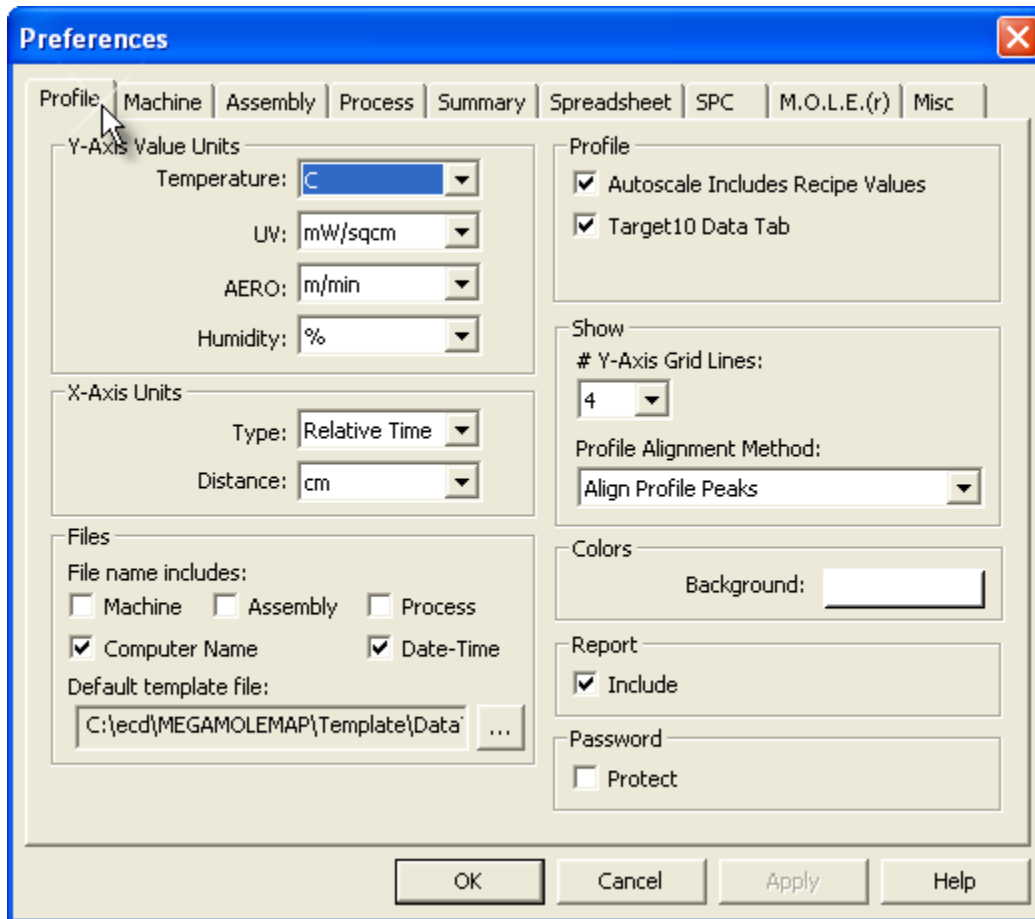 Preferences
Profile Machine Assembly Process Summary Spreadsheet SPC M.O.L.E.(r) Misc
Y-Axis Value Units
Temperature: C
UV: mW/sqcm
AERO: m/min
Humidity: %
X-Axis Units
Type: Relative Time
Distance: cm
Files
File name includes:
Machine Assembly Process
Computer Name Date-Time
Default template file:
C:\ecd\MEGAMOLEMAP\Template\Data ...
Profile
Autoscale Includes Recipe Values
Target10 Data Tab
Show
# Y-Axis Grid Lines:
4
Profile Alignment Method:
Align Profile Peaks
Colors
Background:
Report
Include
Password
Protect
OK Cancel Apply Help